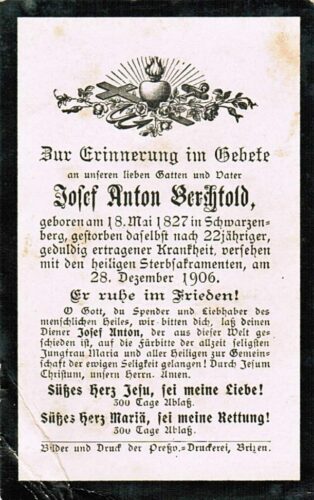 Zur Erinnerung im Gebete
an unseren lieben Gatten und Vater
Josef Anton Berchtold,
geboren am 18. Mai 1827 in Schwarzen-
berg, gestorben daselbst nach 22jähriger,
geduldig ertragener Krankheit, versehen
mit den heiligen Sterbsakramenten, am
28. Dezember 1906.
Er ruhe im Frieden!
O Gott, du Spender und Liebhaber des
menschlichen Heiles, wir bitten dich, laß deinen
Diener Josef Anton, der aus dieser Welt ge-
schieden ist, auf die Fürbitte der allzeit seligsten
Jungfrau Maria und aller Heiligen zur Gemein-
schaft der ewigen Seligkeit gelangen! Durch Jesum
Christum, unsern Herrn. Amen.
Süßes Herz Jesu, sei meine Liebe!
300 Tage Ablaß.
Süßes Herz Mariä, sei meine Rettung!
300 Tage Ablaß.
Bilder und Druck der Preßv.-Druckerei, Brixen.